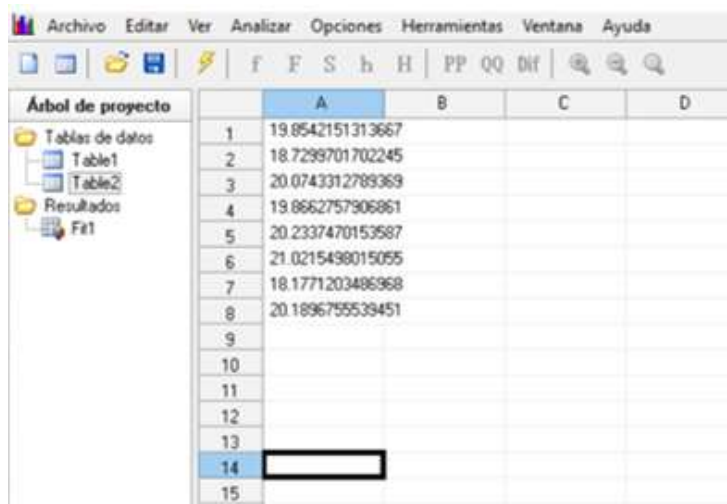 Archivo Editar Ver Analizar Opciones Herramientas Ventana Ayuda
f F S h H PP QQ Dif
Árbol de proyecto
A B C D
Tablas de datos
Table1
Table2
Resultados
Fit1
1 19.8542151313667
2 18.7299701702245
3 20.0743312789369
4 19.8662757906861
5 20.2337470153587
6 21.0215498015055
7 18.1771203486968
8 20.1896755539451
9
10
11
12
13
14
15